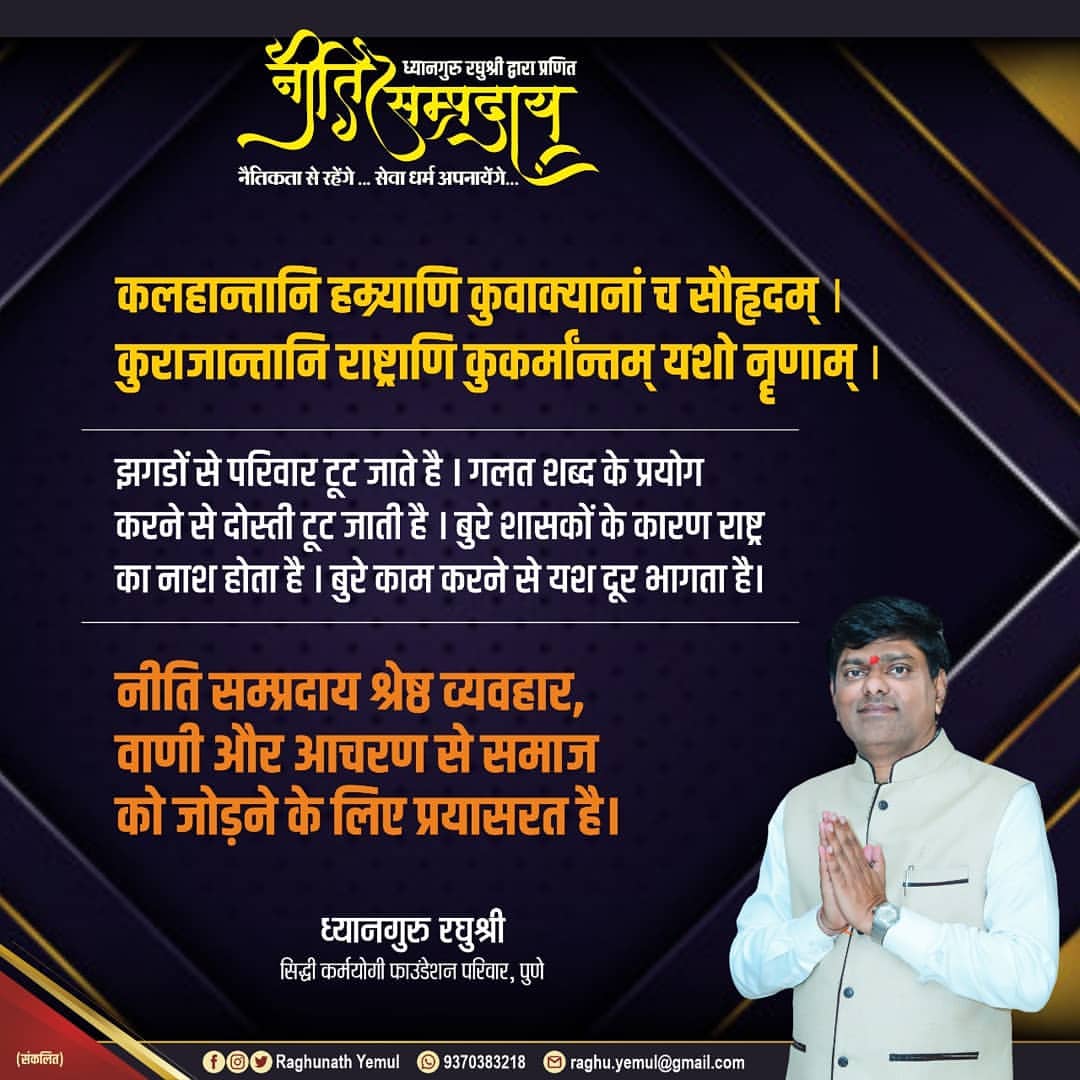 ध्यानगुरु रघुश्री द्वारा प्रणित
नीति सम्प्रदाय
नैतिकता से रहेंगे ... सेवा धर्म अपनायेंगे...
कलहान्तानि हम्र्याणि कुवाक्यानां च सौहृदम् ।
कुराजान्तानि राष्ट्राणि कुकर्मांन्तम् यशो नॄणाम् ।
झगडों से परिवार टूट जाते है । गलत शब्द के प्रयोग
करने से दोस्ती टूट जाती है । बुरे शासकों के कारण राष्ट्र
का नाश होता है । बुरे काम करने से यश दूर भागता है।
नीति सम्प्रदाय श्रेष्ठ व्यवहार,
वाणी और आचरण से समाज
को जोड़ने के लिए प्रयासरत है।
ध्यानगुरु रघुश्री
सिद्धी कर्मयोगी फाउंडेशन परिवार, पुणे
(संकलित)
Raghunath Yemul 9370383218 raghu.yemul@gmail.com